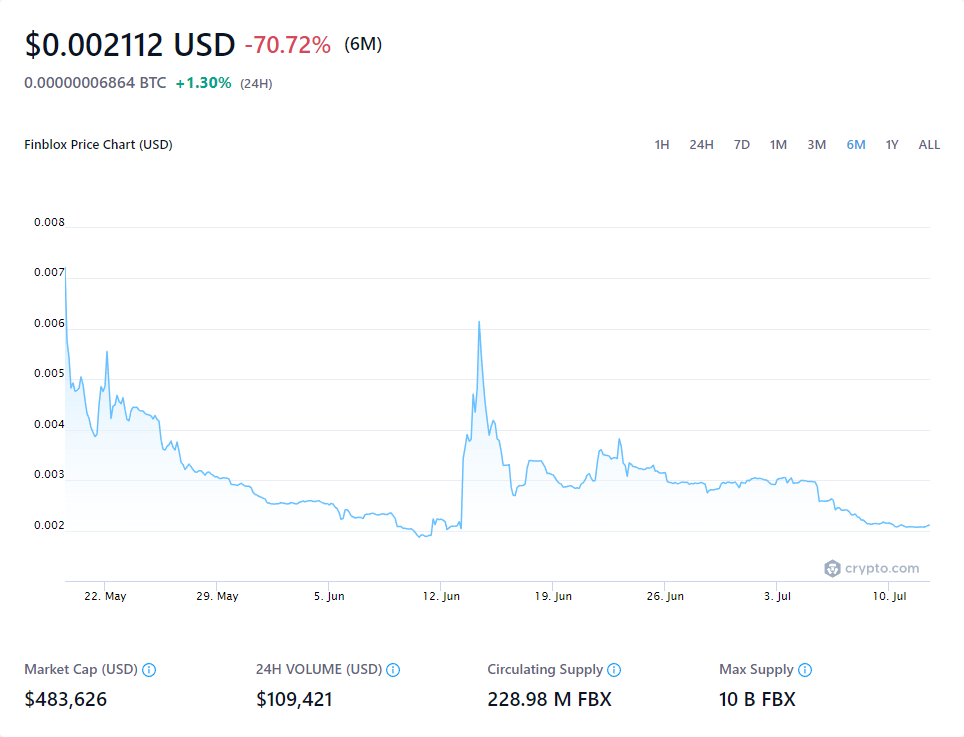 $0.002112 USD -70.72% (6M)
0.00000006864 BTC +1.30% (24H)
Finblox Price Chart (USD) 1H 24H 7D 1M 3M 6M 1Y ALL
0.008
0.007
0.006
0.005
0.004
0.003
0.002
crypto.com
22. May 29. May 5. Jun 12. Jun 19. Jun 26. Jun 3. Jul 10. Jul
Market Cap (USD) 24H VOLUME (USD) Circulating Supply Max Supply
$483,626 $109,421 228.98 M FBX 10 B FBX